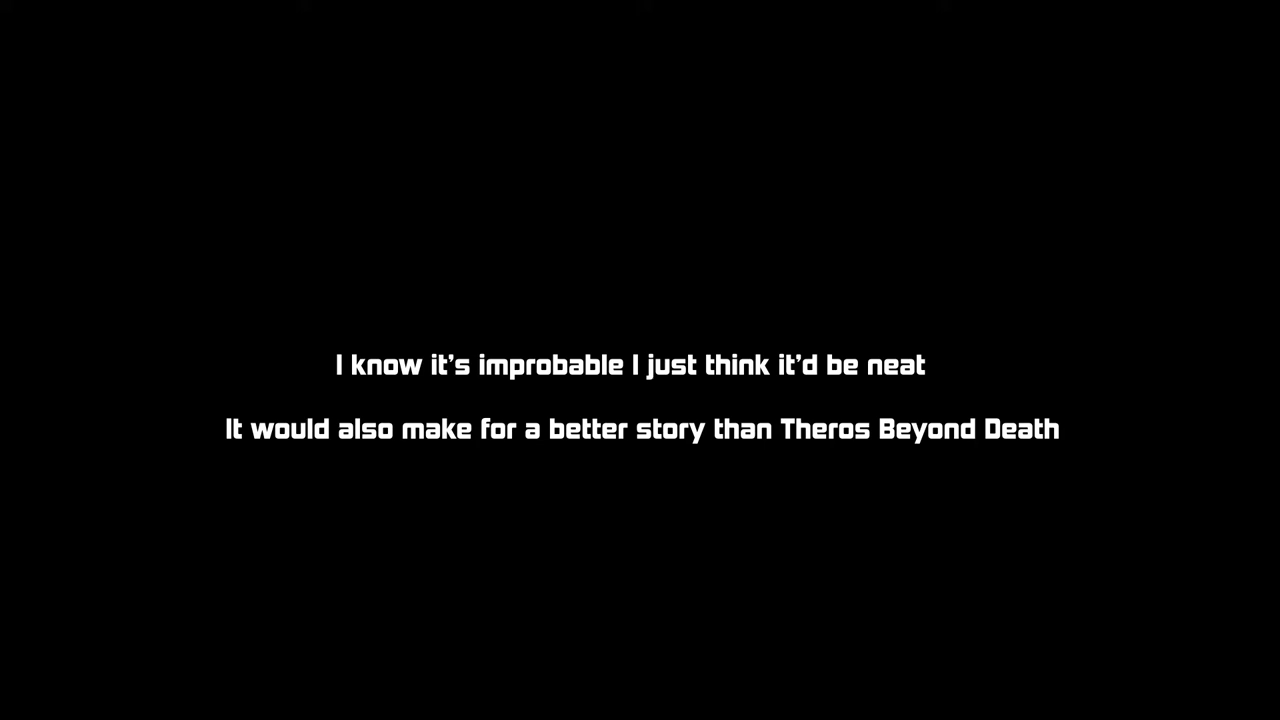 I know it's improbable I just think it'd be neat
It would also make for a better story than Theros Beyond Death